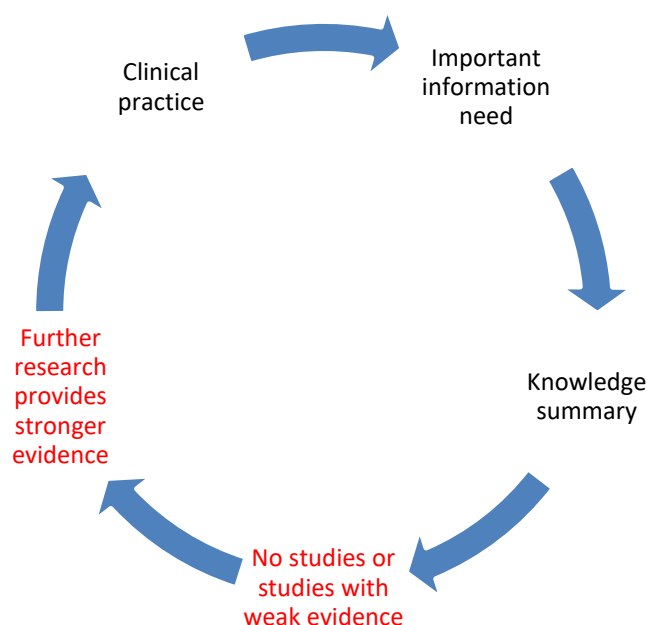 Clinical
practice
Important
information
need
Knowledge
summary
No studies or
studies with
weak evidence
Further
research
provides
stronger
evidence